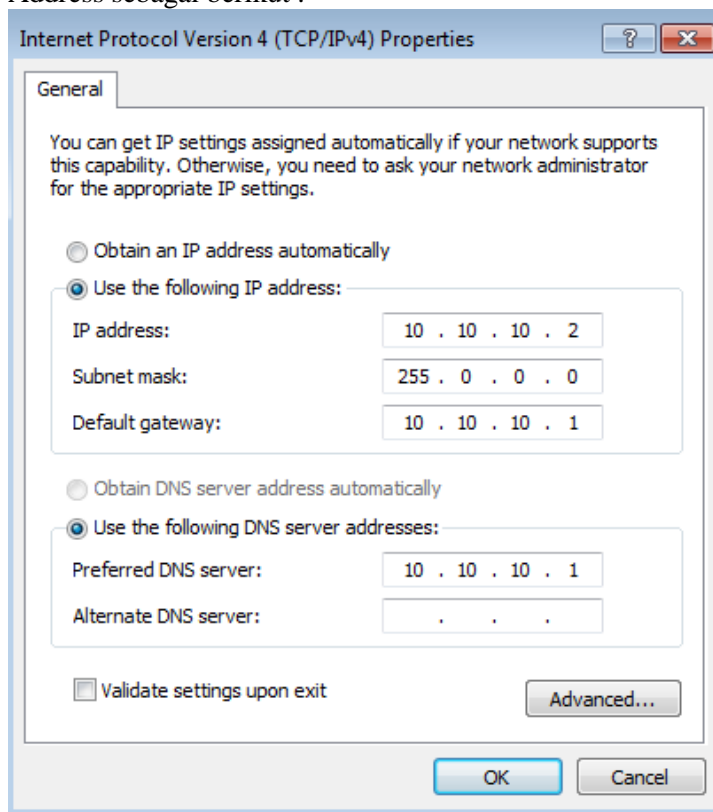 Address sebagai berikut :
Internet Protocol Version 4 (TCP/IPv4) Properties
General
You can get IP settings assigned automatically if your network supports
this capability. Otherwise, you need to ask your network administrator
for the appropriate IP settings.
Obtain an IP address automatically
Use the following IP address:
IP address: 10 . 10 . 10 . 2
Subnet mask: 255 . 0 . 0 . 0
Default gateway: 10 . 10 . 10 . 1
Obtain DNS server address automatically
Use the following DNS server addresses:
Preferred DNS server: 10 . 10 . 10 . 1
Alternate DNS server: . . .
Validate settings upon exit
Advanced...
OK Cancel